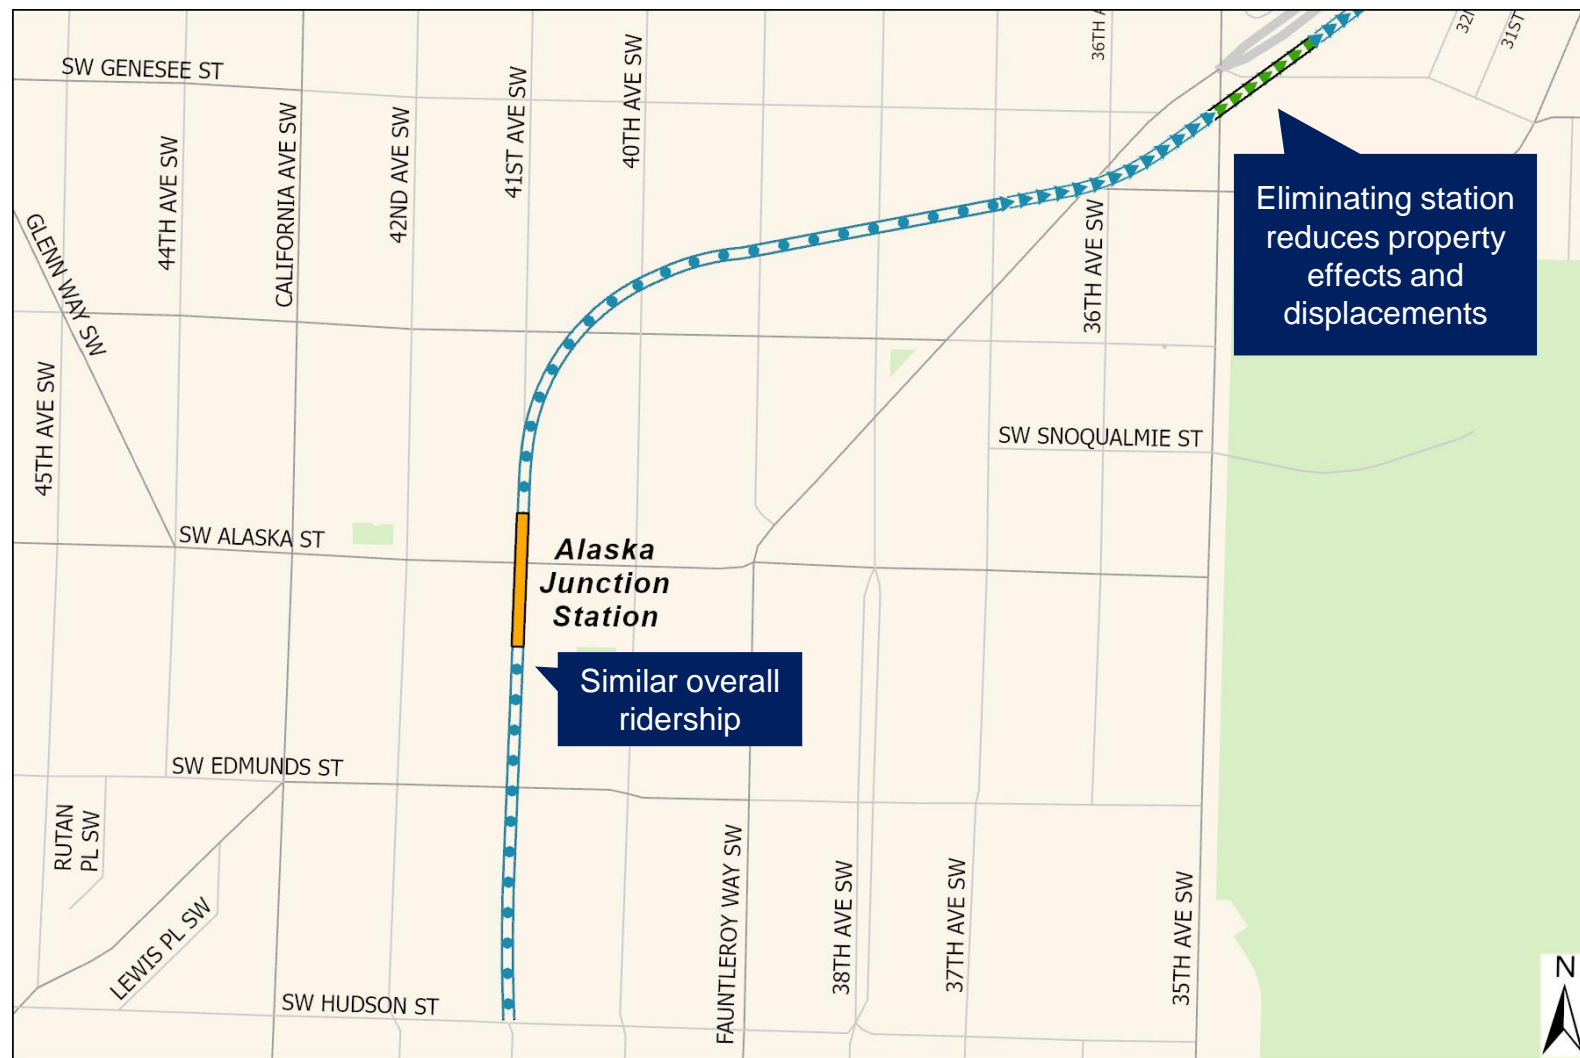 SW GENESEE ST
44TH AVE SW
CALIFORNIA AVE SW
42ND AVE SW
41ST AVE SW
40TH AVE SW
36TH A
32N
31ST
GLENN WAY SW
36TH AVE SW
Eliminating station
reduces property
effects and
displacements
45TH AVE SW
SW SNOQUALMIE ST
SW ALASKA ST
Alaska
Junction
Station
Similar overall
ridership
SW EDMUNDS ST
RUTAN
PL SW
LEWIS PL SW
FAUNTLEROY WAY SW
38TH AVE SW
37TH AVE SW
35TH AVE SW
SW HUDSON ST
N